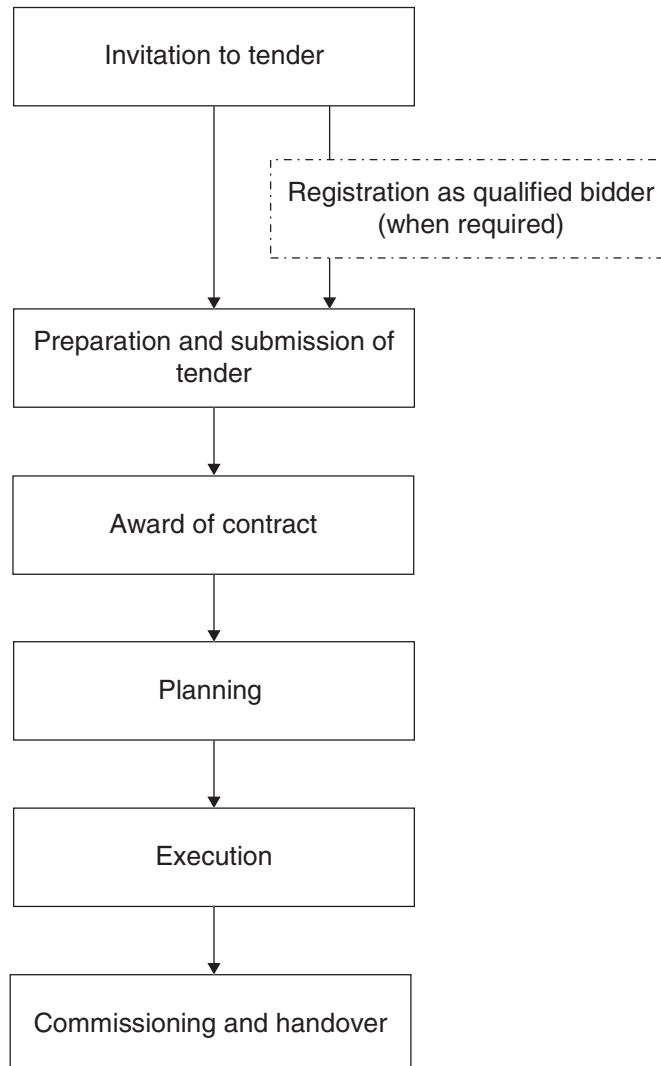 Invitation to tender
Registration as qualified bidder
(when required)
Preparation and submission of
tender
Award of contract
Planning
Execution
Commissioning and handover